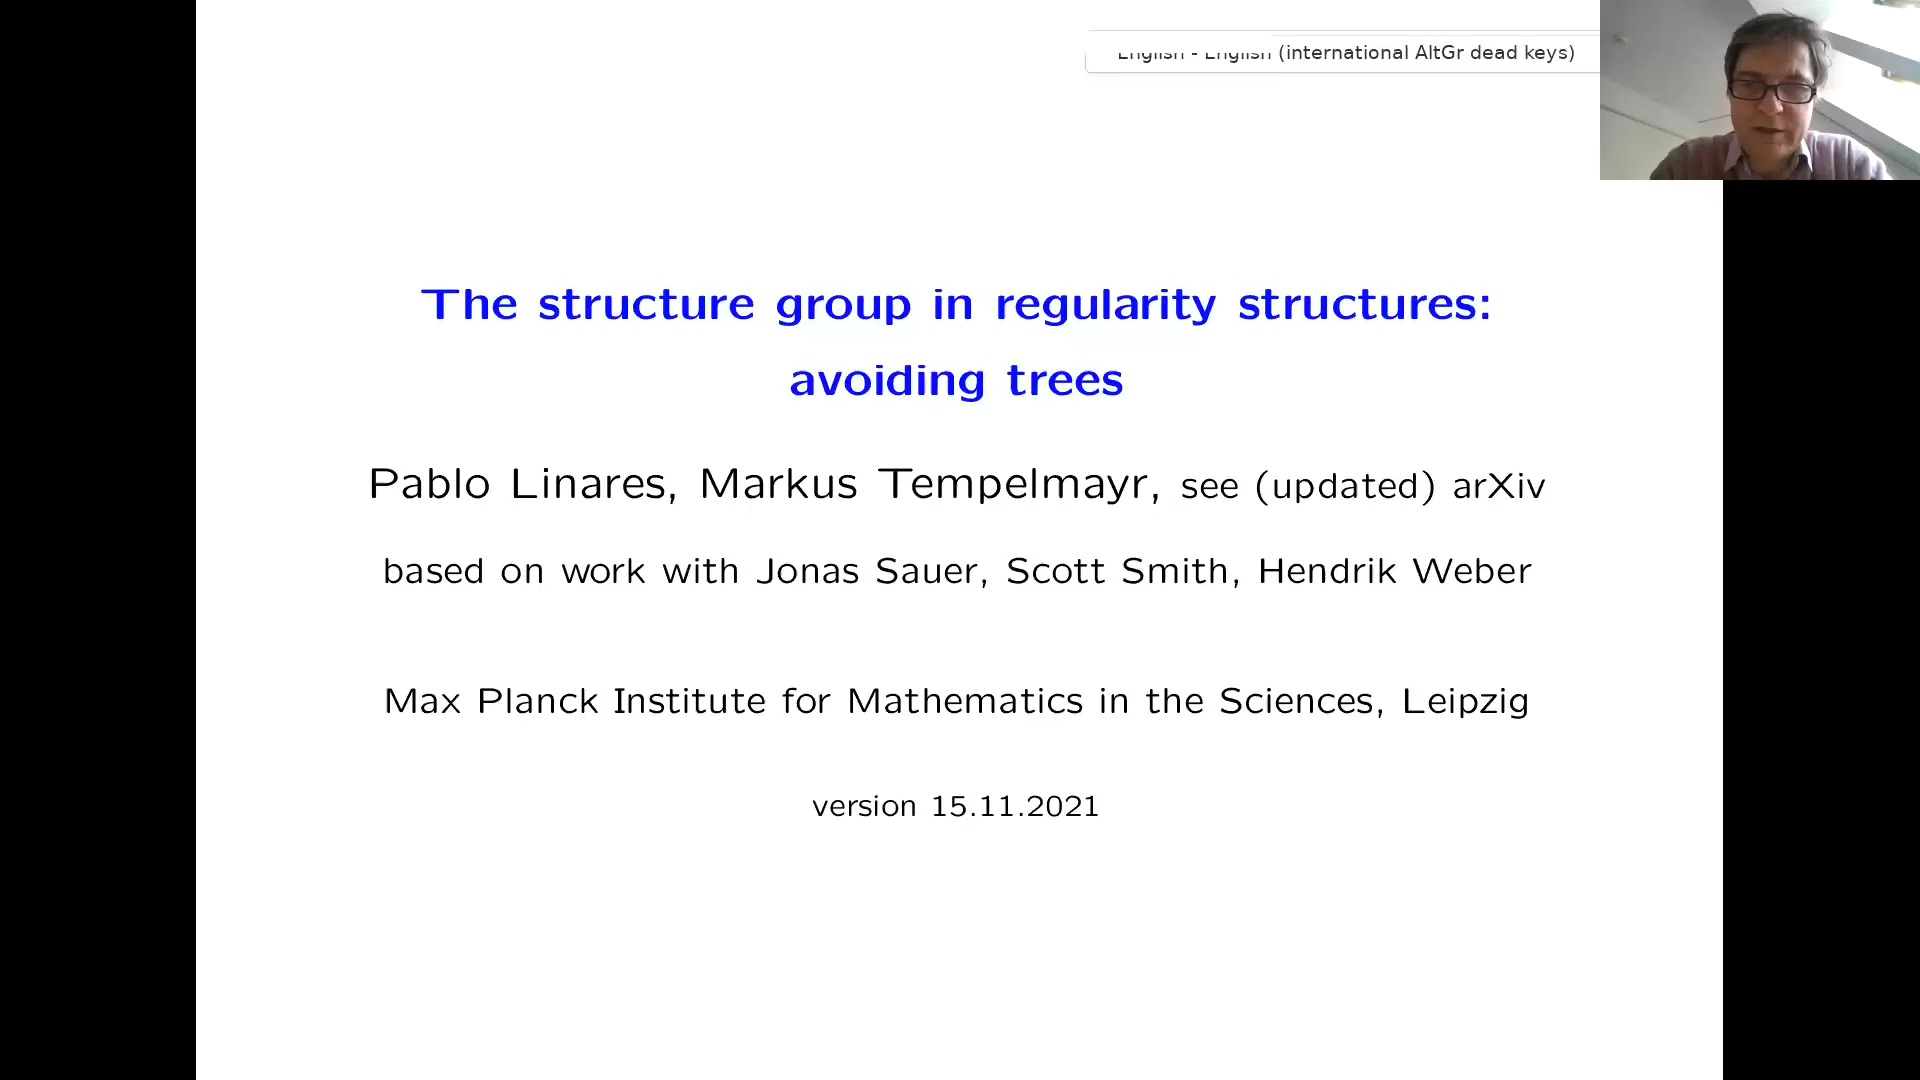 English - English (international AltGr dead keys)
The structure group in regularity structures:
avoiding trees
Pablo Linares, Markus Tempelmayr, see (updated) arXiv
based on work with Jonas Sauer, Scott Smith, Hendrik Weber
Max Planck Institute for Mathematics in the Sciences, Leipzig
version 15.11.2021